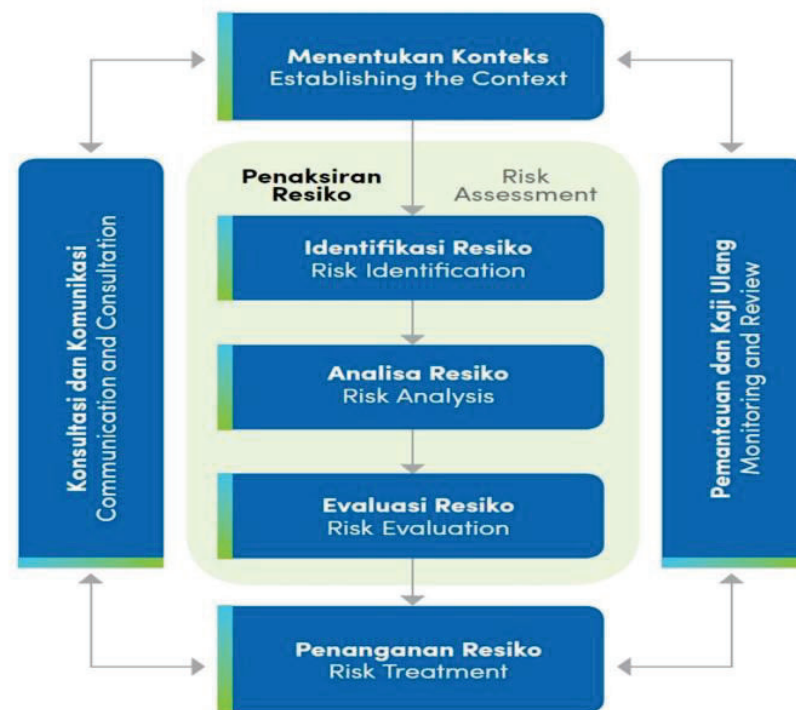 Menentukan Konteks
Establishing the Context
Penaksiran
Resiko
Risk
Assessment
Identifikasi Resiko
Risk Identification
Analisa Resiko
Risk Analysis
Evaluasi Resiko
Risk Evaluation
Penanganan Resiko
Risk Treatment
Konsultasi dan Komunikasi
Communication and Consultation
Pemantauan dan Kaji Ulang
Monitoring and Review